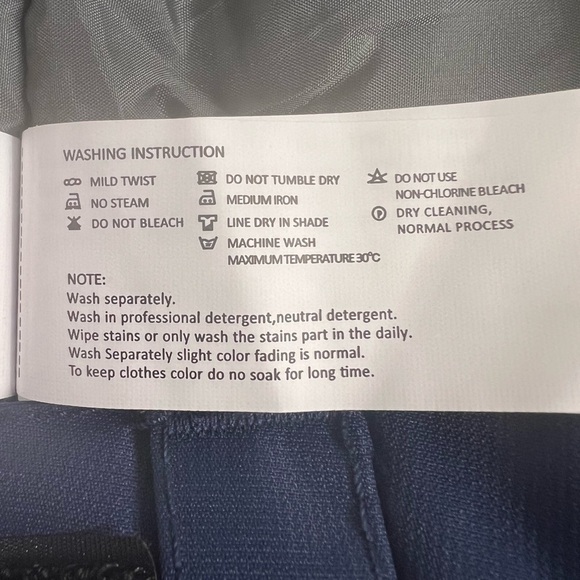 WASHING INSTRUCTION
MILD TWIST
NO STEAM
DO NOT BLEACH
DO NOT TUMBLE DRY
MEDIUM IRON
LINE DRY IN SHADE
MACHINE WASH
MAXIMUM TEMPERATURE 30°C
DO NOT USE
NON-CHLORINE BLEACH
DRY CLEANING,
NORMAL PROCESS
NOTE:
Wash separately.
Wash in professional detergent,neutral detergent.
Wipe stains or only wash the stains part in the daily.
Wash Separately slight color fading is normal.
To keep clothes color do no soak for long time.